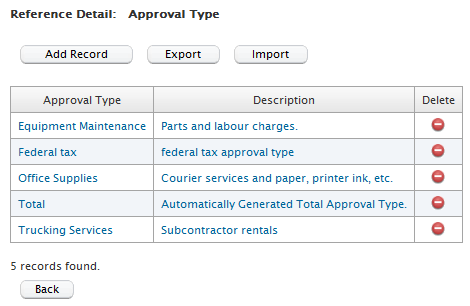 Reference Detail: Approval Type
Add Record Export Import
Approval Type Description Delete
Equipment Maintenance Parts and labour charges.
Federal tax federal tax approval type
Office Supplies Courier services and paper, printer ink, etc.
Total Automatically Generated Total Approval Type.
Trucking Services Subcontractor rentals
5 records found.
Back